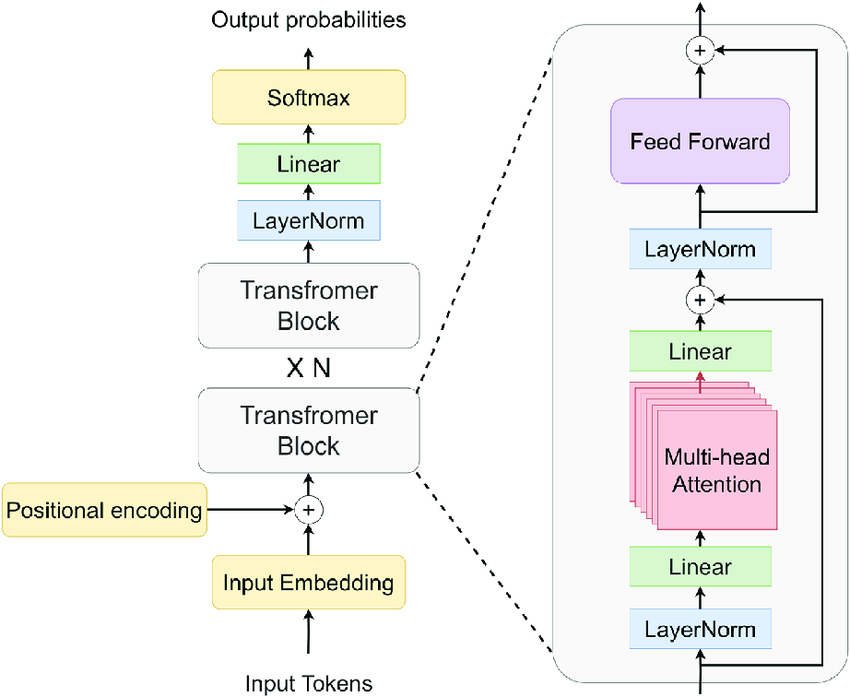 Output probabilities
Softmax
Linear
LayerNorm
Transfromer
Block
X N
Transfromer
Block
Positional encoding
+
Input Embedding
Input Tokens
+
Feed Forward
LayerNorm
+
Linear
Multi-head
Attention
Linear
LayerNorm